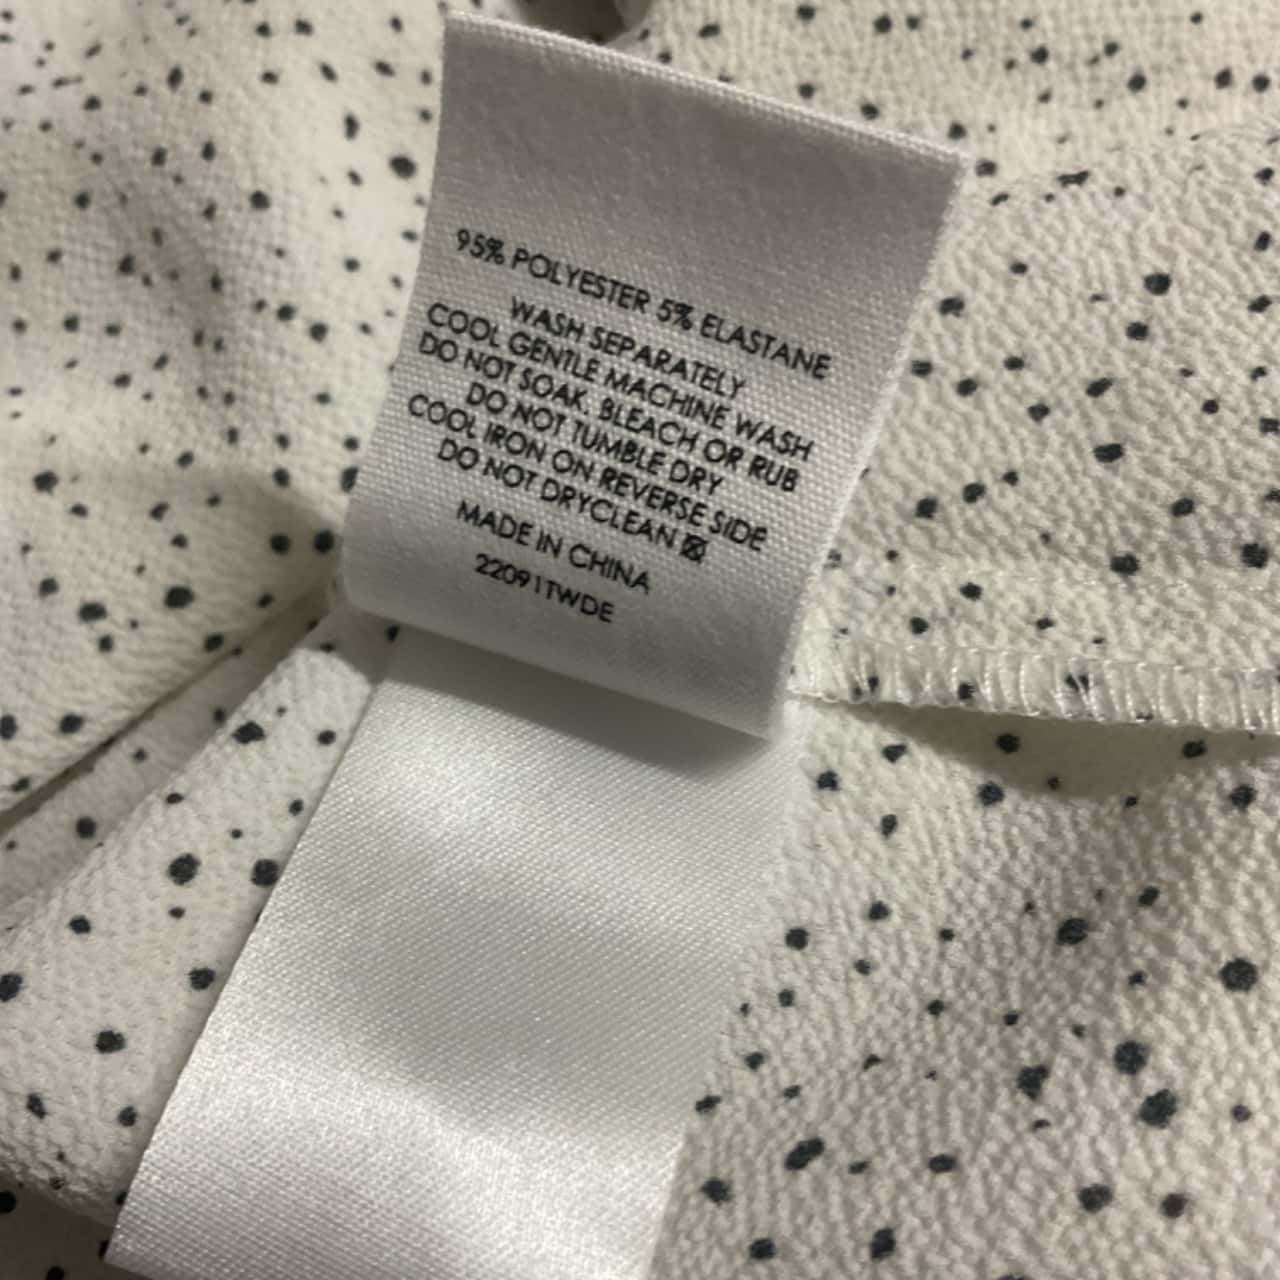 95% POLYESTER 5% ELASTANE
WASH SEPARATELY
COOL GENTLE MACHINE WASH
DO NOT SOAK, BLEACH OR RUB
DO NOT TUMBLE DRY
COOL IRON ON REVERSE SIDE
DO NOT DRYCLEAN
MADE IN CHINA
22091TWDE